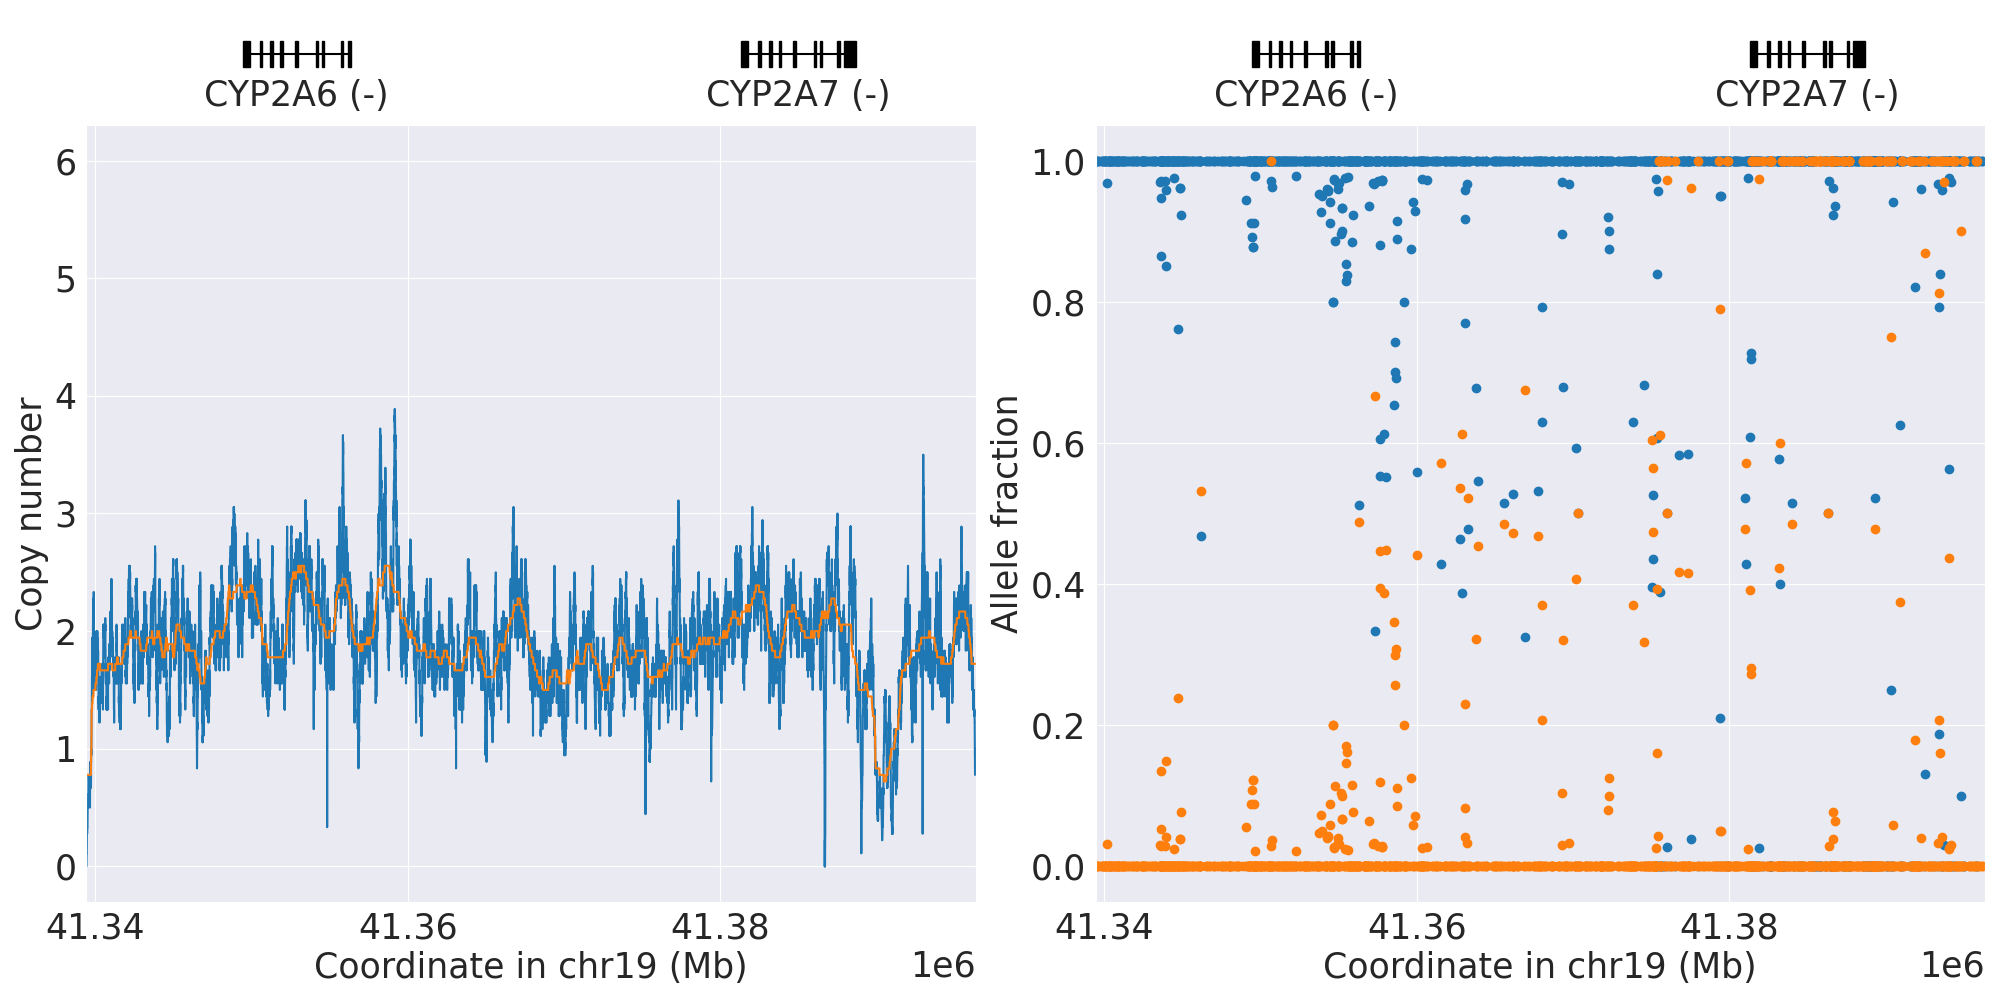 CYP2A6 (-)
CYP2A7 (-)
6
5
4
3
2
1
0
Copy number
41.34
41.36
41.38
Coordinate in chr19 (Mb)
1e6
CYP2A6 (-)
CYP2A7 (-)
1.0
0.8
0.6
0.4
0.2
0.0
Allele fraction
41.34
41.36
41.38
Coordinate in chr19 (Mb)
1e6